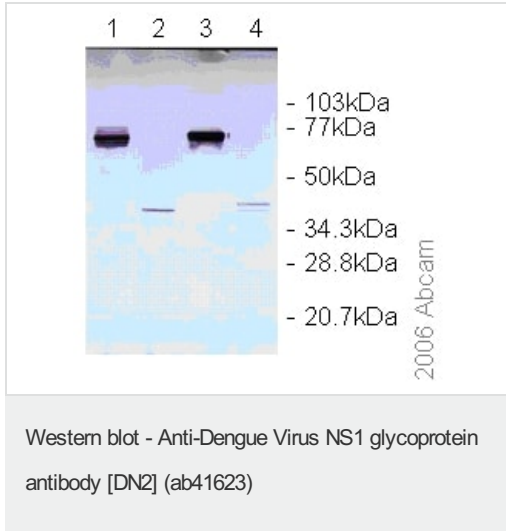 1 2 3 4
- 103kDa
- 77kDa
- 50kDa
- 34.3kDa
- 28.8kDa
- 20.7kDa
2006 Abcam
Western blot - Anti-Dengue Virus NS1 glycoprotein
antibody [DN2] (ab41623)